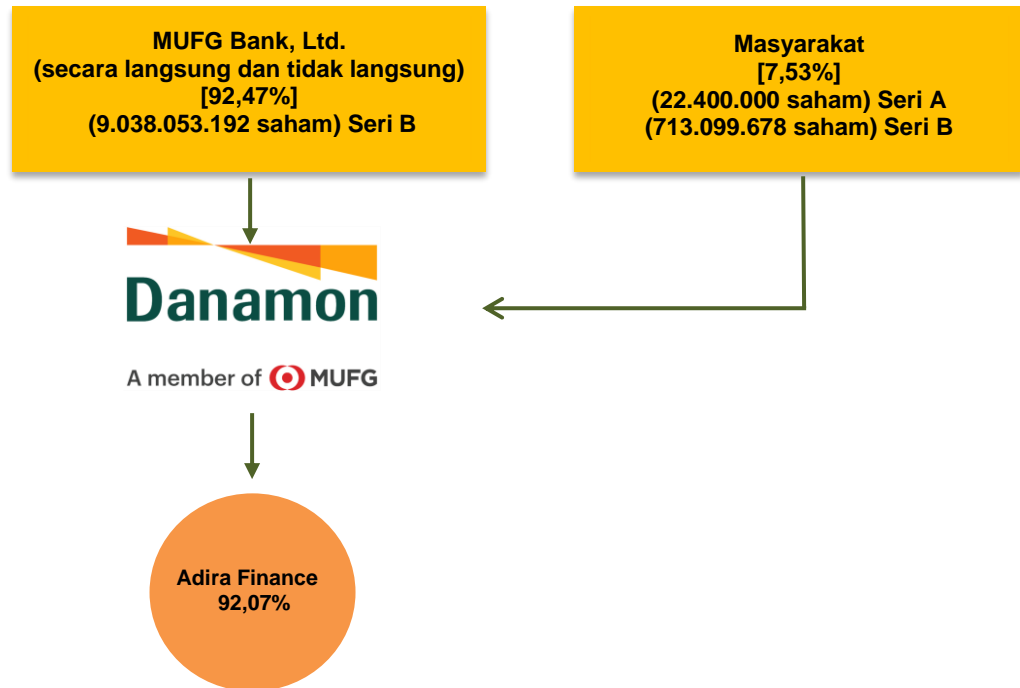 MUFG Bank, Ltd.
(secara langsung dan tidak langsung)
[92,47%]
(9.038.053.192 saham) Seri B
Masyarakat
[7,53%]
(22.400.000 saham) Seri A
(713.099.678 saham) Seri B
Danamon
A member of MUFG
Adira Finance
92,07%